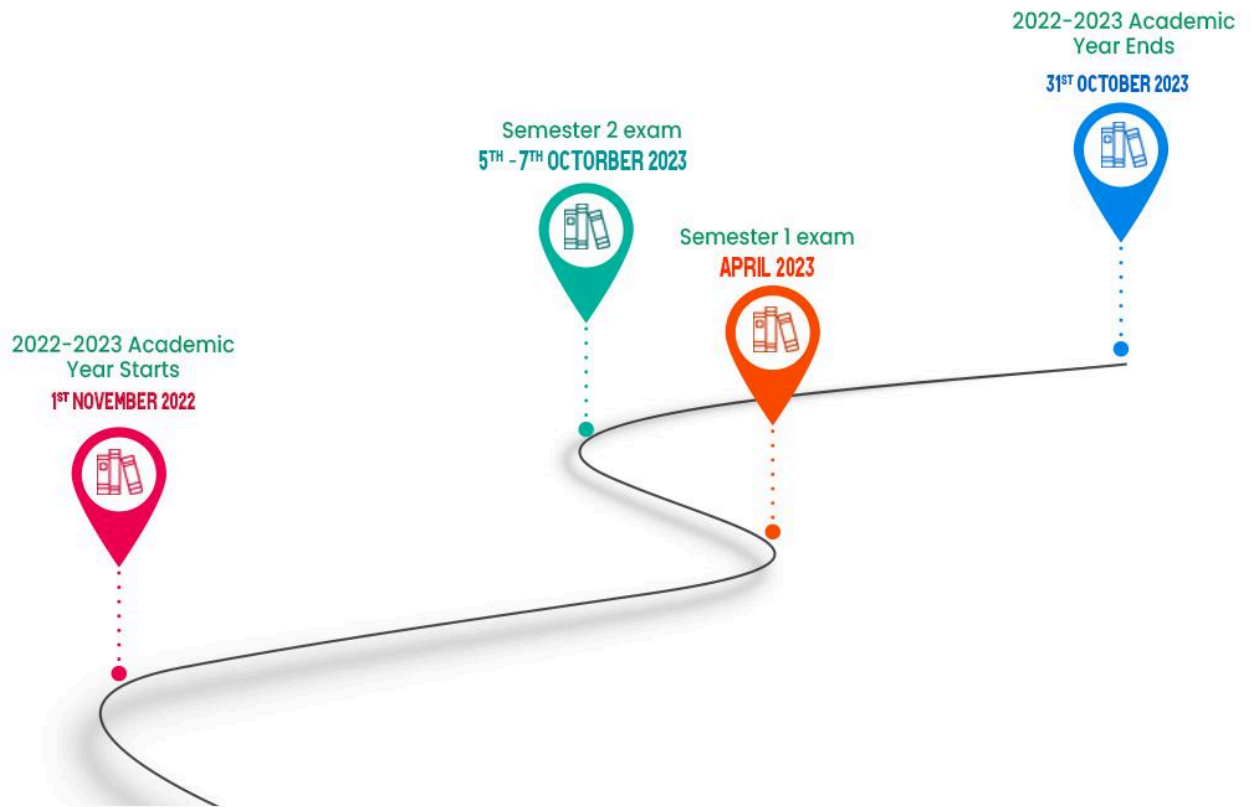 2022-2023 Academic
Year Ends
31ST OCTOBER 2023
Semester 2 exam
5TH - 7TH OCTORBER 2023
Semester 1 exam
APRIL 2023
2022-2023 Academic
Year Starts
1ST NOVEMBER 2022